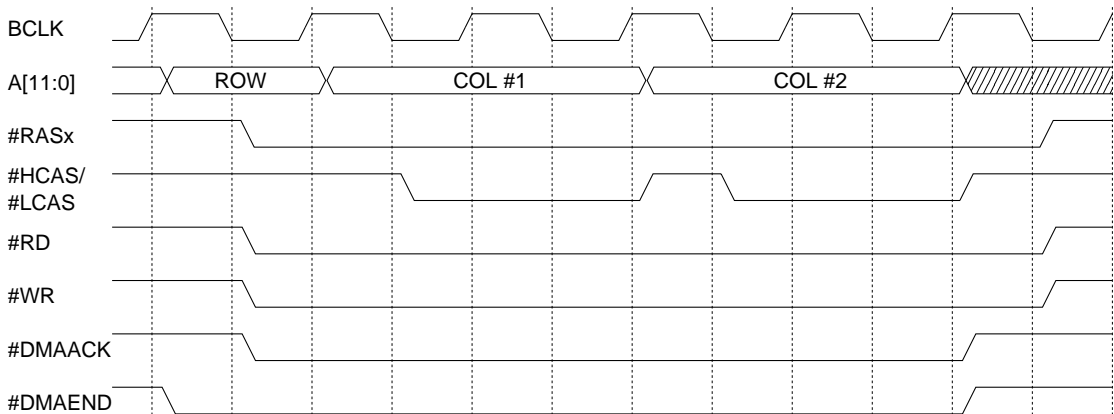 BCLK
A[11:0] ROW COL #1 COL #2
#RASx
#HCAS/
#LCAS
#RD
#WR
#DMAACK
#DMAEND